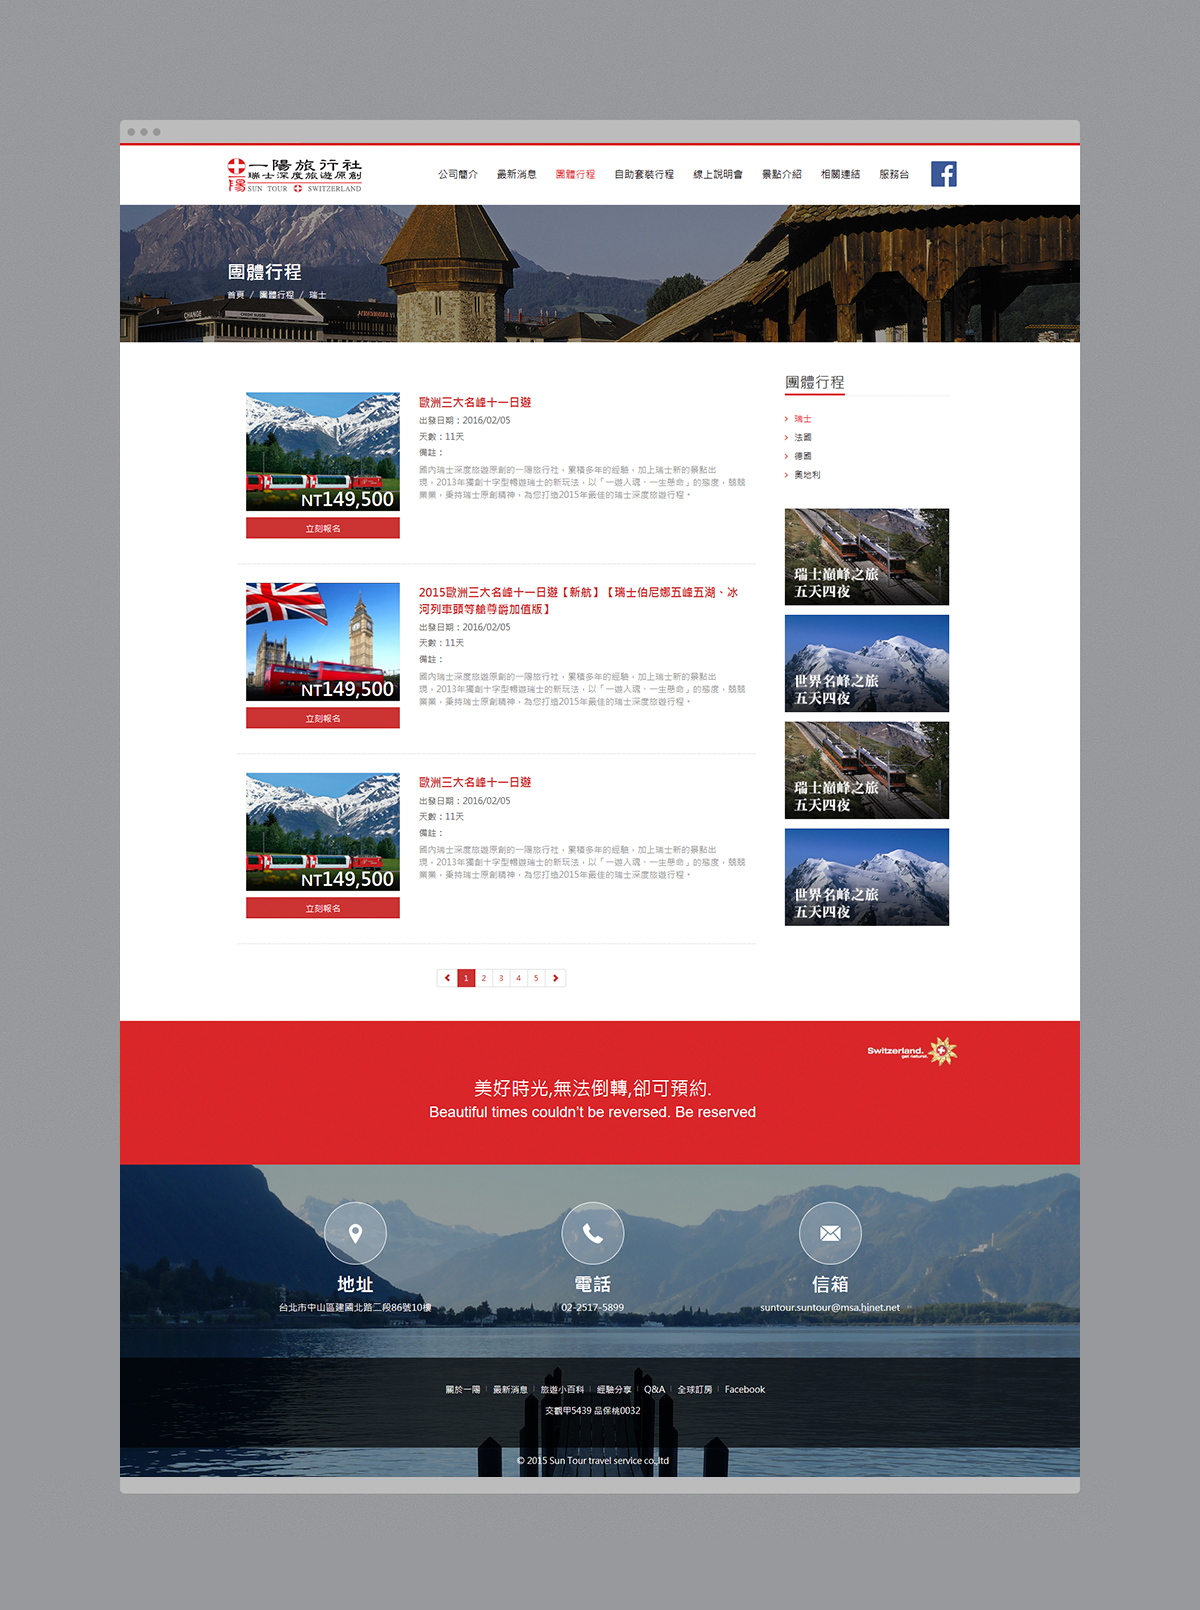 一陽旅行社
瑞士深度旅遊原創
SUN TOUR SWITZERLAND
公司簡介 最新消息 團體行程 自助套裝行程 線上說明會 景點介紹 相關連結 服務台
團體行程
首頁 / 團體行程 / 瑞士
CHANGE
CREDIT SUISSE
歐洲三大名峰十一日遊
出發日期：2016/02/05
天數：11天
備註：
國內瑞士深度旅遊原創的一陽旅行社，累積多年的經驗，加上瑞士新的景點出
現，2013年獨創十字型暢遊瑞士的新玩法，以「一遊入魂、一生懸命」的態度，兢兢
業業，秉持瑞士原創精神，為您打造2015年最佳的瑞士深度旅遊行程。
NT149,500
立刻報名
2015歐洲三大名峰十一日遊【新航】【瑞士伯尼娜五峰五湖、冰
河列車頭等艙尊爵加值版】
出發日期：2016/02/05
天數：11天
備註：
國內瑞士深度旅遊原創的一陽旅行社，累積多年的經驗，加上瑞士新的景點出
現，2013年獨創十字型暢遊瑞士的新玩法，以「一遊入魂、一生懸命」的態度，兢兢
業業，秉持瑞士原創精神，為您打造2015年最佳的瑞士深度旅遊行程。
NT149,500
立刻報名
歐洲三大名峰十一日遊
出發日期：2016/02/05
天數：11天
備註：
國內瑞士深度旅遊原創的一陽旅行社，累積多年的經驗，加上瑞士新的景點出
現，2013年獨創十字型暢遊瑞士的新玩法，以「一遊入魂、一生懸命」的態度，兢兢
業業，秉持瑞士原創精神，為您打造2015年最佳的瑞士深度旅遊行程。
NT149,500
立刻報名
1 2 3 4 5
團體行程
瑞士
法國
德國
奧地利
瑞士巔峰之旅
五天四夜
世界名峰之旅
五天四夜
瑞士巔峰之旅
五天四夜
世界名峰之旅
五天四夜
Switzerland.
get natural.
美好時光,無法倒轉,卻可預約.
Beautiful times couldn't be reversed. Be reserved
地址
台北市中山區建國北路二段86號10樓
電話
02-2517-5899
信箱
suntour.suntour@msa.hinet.net
關於一陽 | 最新消息 | 旅遊小百科 | 經驗分享 | Q&A | 全球訂房 | Facebook
交觀甲5439 品保桃0032
© 2015 Sun Tour travel service co.,ltd